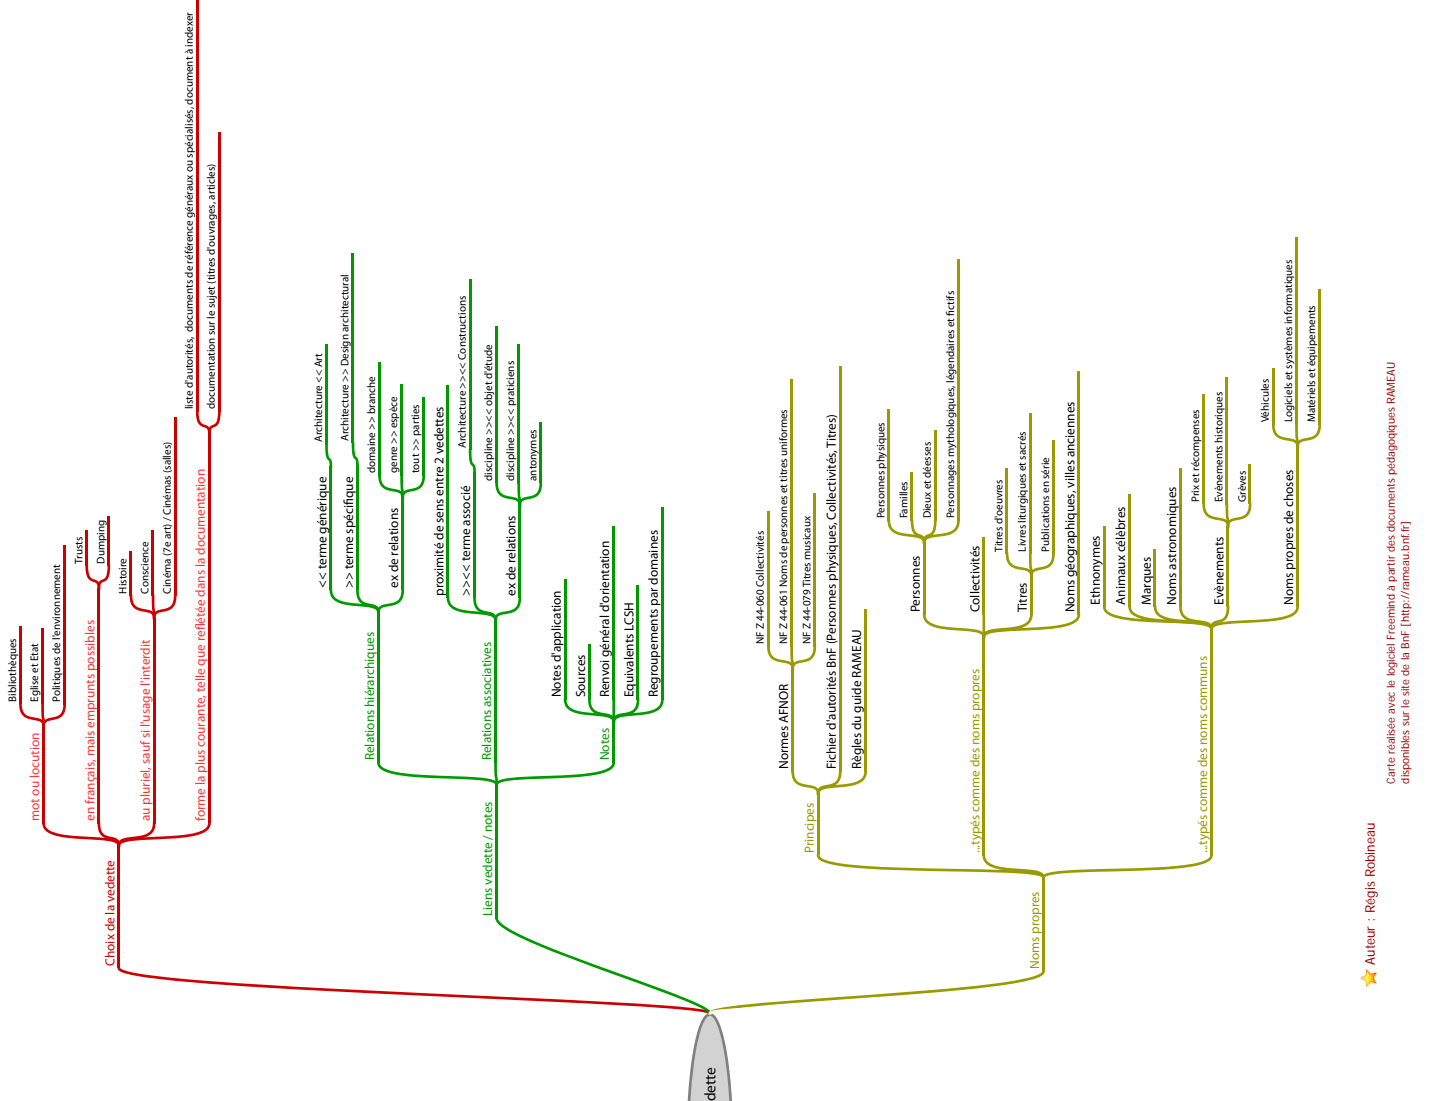 Choix de la vedette
mot ou locution
Bibliothèques
Eglise et Etat
Politiques de l'environnement
en français, mais emprunts possibles
Trusts
Dumping
au pluriel, sauf si l'usage l'interdit
Histoire
Conscience
Cinéma (7e art) / Cinémas (salles)
forme la plus courante, telle que reflétée dans la documentation
liste d'autorités, documents de référence généraux ou spécialisés, document à indexer
documentation sur le sujet (titres d'ouvrages, articles)
Liens vedette / notes
Relations hiérarchiques
<< terme générique
Architecture << Art
>> terme spécifique
Architecture >> Design architectural
ex de relations
domaine >> branche
genre >> espèce
tout >> parties
Relations associatives
proximité de sens entre 2 vedettes
>><< terme associé
Architecture >><< Constructions
ex de relations
discipline >><< objet d'étude
discipline >><< praticiens
antonymes
Notes
Notes d'application
Sources
Renvoi général d'orientation
Equivalents LCSH
Regroupements par domaines
Noms propres
Principes
Normes AFNOR
NF Z 44-060 Collectivités
NF Z 44-061 Noms de personnes et titres uniformes
NF Z 44-079 Titres musicaux
Fichier d'autorités BnF (Personnes physiques, Collectivités, Titres)
Règles du guide RAMEAU
...typés comme des noms propres
Personnes
Personnes physiques
Familles
Dieux et déesses
Personnages mythologiques, légendaires et fictifs
Collectivités
Titres
Titres d'oeuvres
Livres liturgiques et sacrés
Publications en série
Noms géographiques, villes anciennes
...typés comme des noms communs
Ethnonymes
Animaux célèbres
Marques
Noms astronomiques
Evènements
Prix et récompenses
Evènements historiques
Grèves
Noms propres de choses
Véhicules
Logiciels et systèmes informatiques
Matériels et équipements
dette
Auteur : Régis Robineau
Carte réalisée avec le logiciel Freemind à partir des documents pédagogiques RAMEAU
disponibles sur le site de la BnF [http://rameau.bnf.fr]